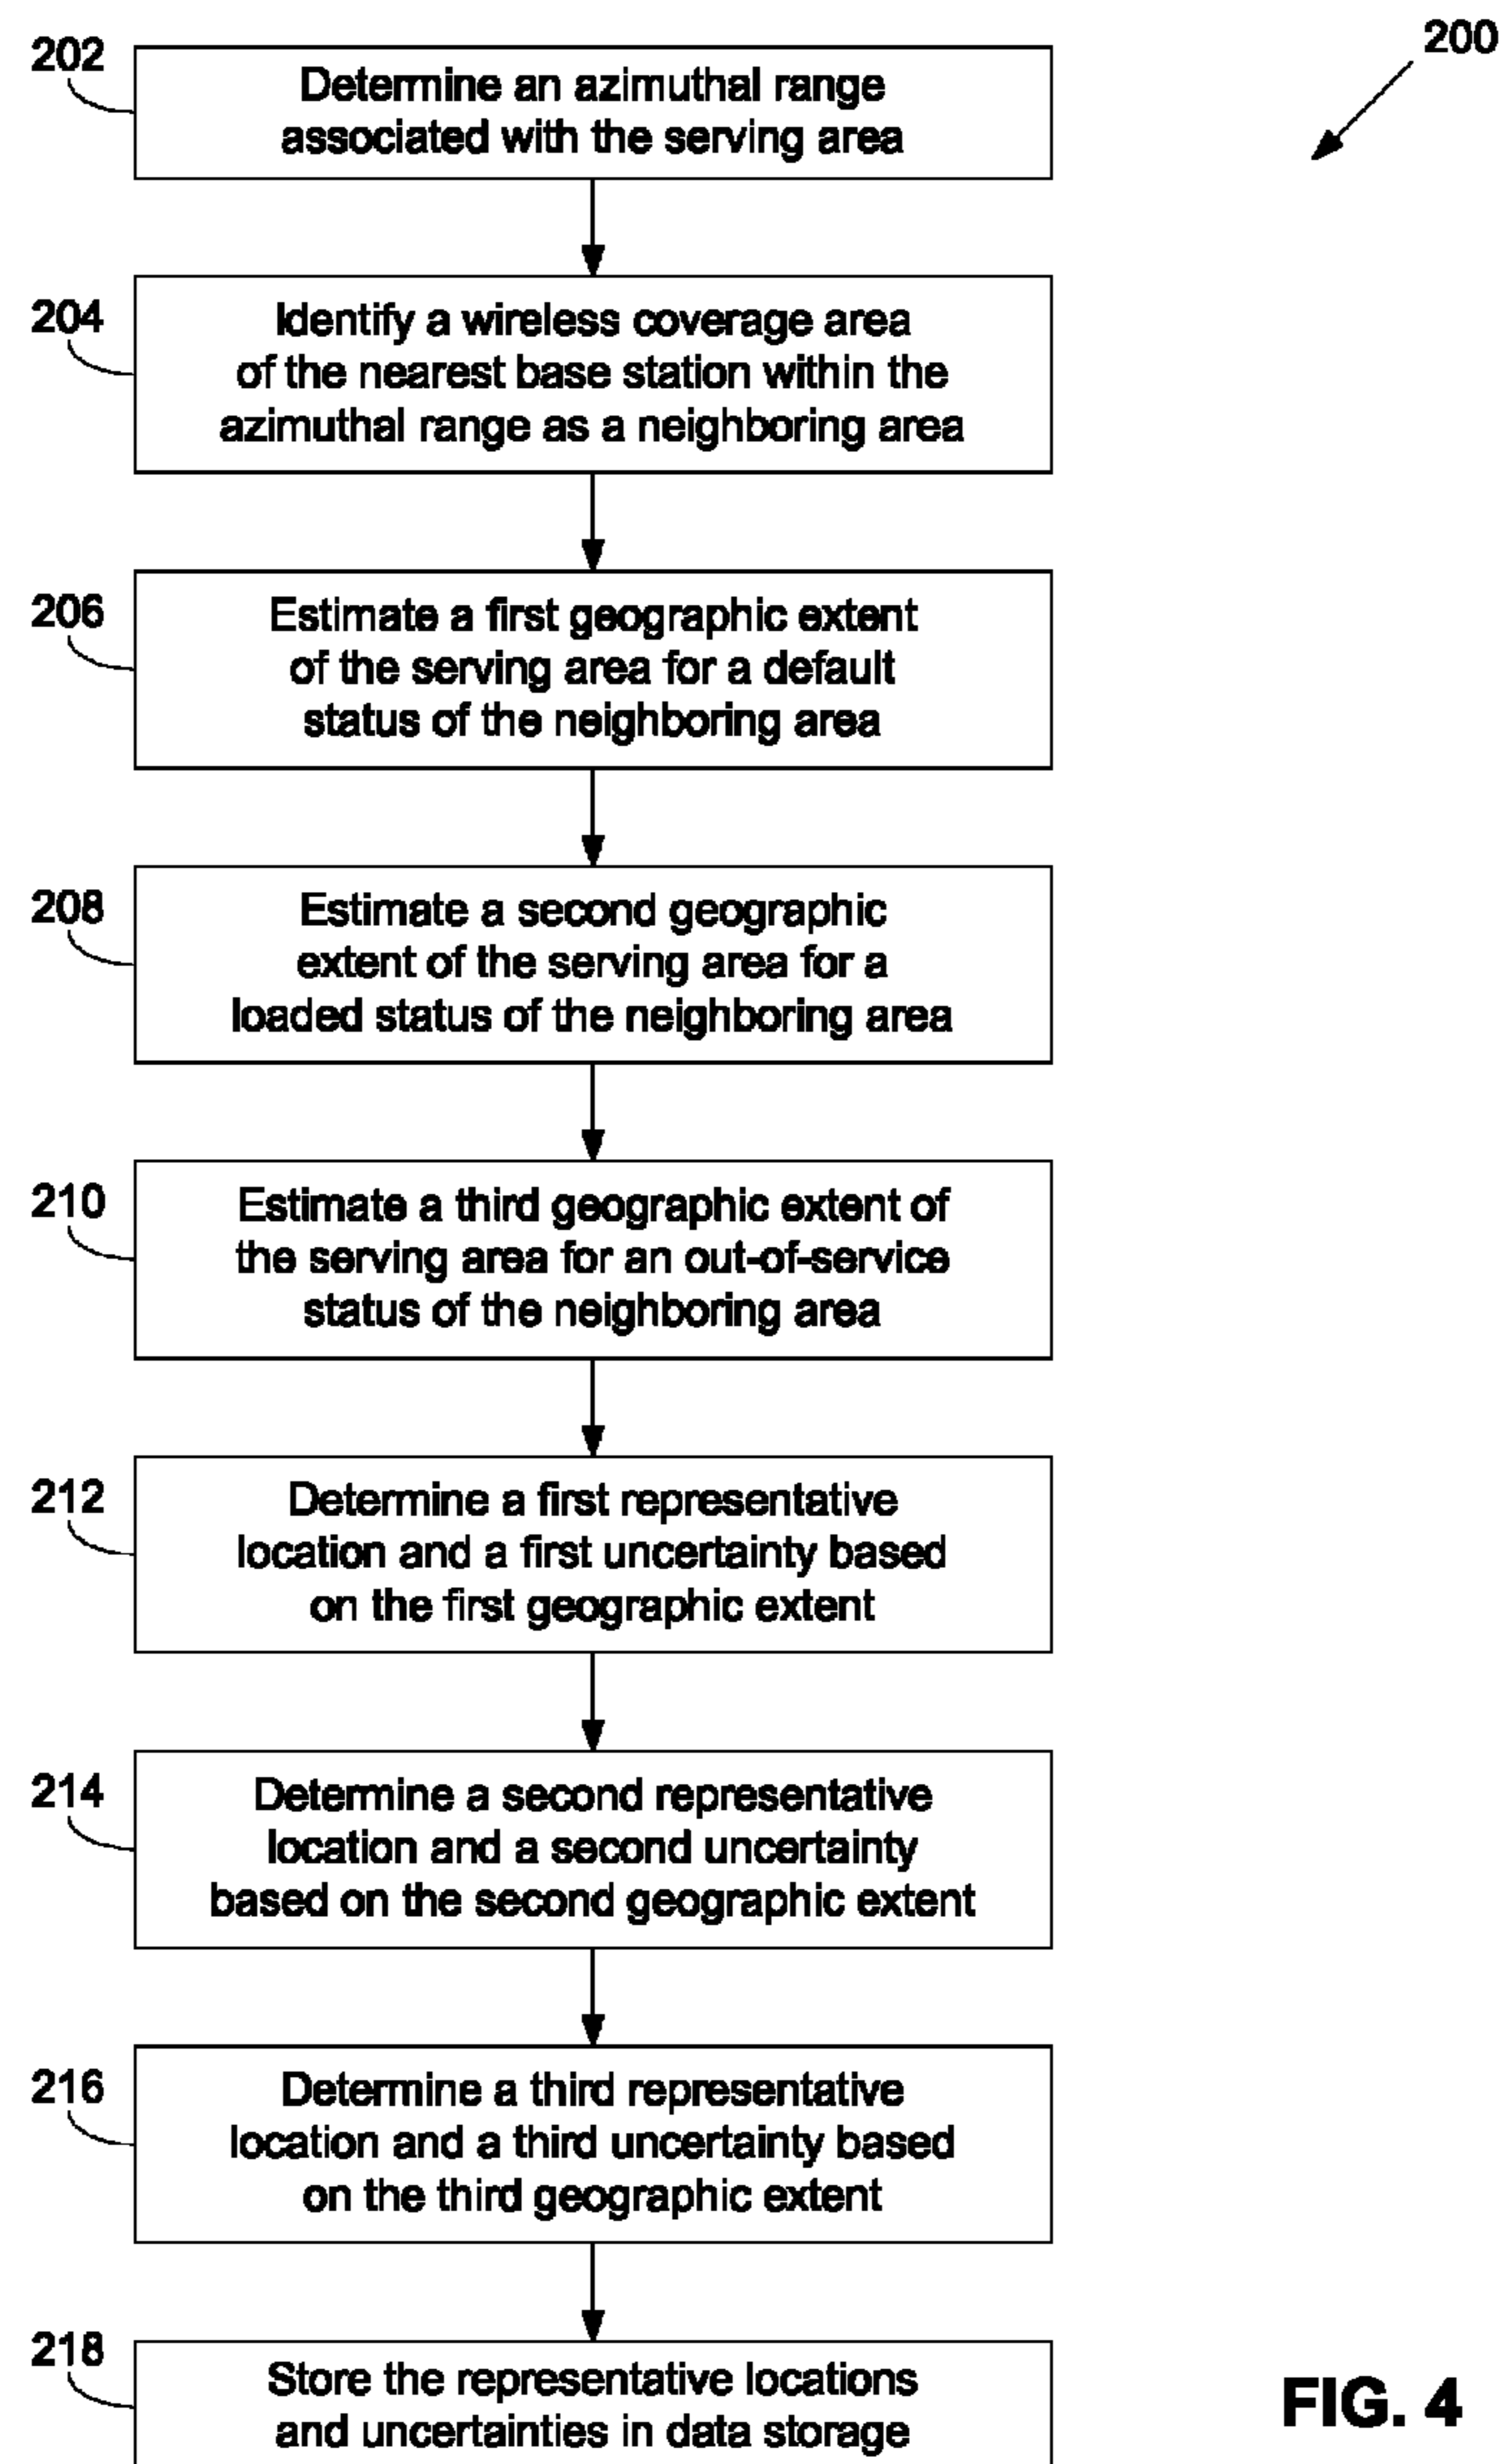 200
202
Determine an azimuthal range
associated with the serving area
204
Identify a wireless coverage area
of the nearest base station within the
azimuthal range as a neighboring area
206
Estimate a first geographic extent
of the serving area for a default
status of the neighboring area
208
Estimate a second geographic
extent of the serving area for a
loaded status of the neighboring area
210
Estimate a third geographic extent of
the serving area for an out-of-service
status of the neighboring area
212
Determine a first representative
location and a first uncertainty based
on the first geographic extent
214
Determine a second representative
location and a second uncertainty
based on the second geographic extent
216
Determine a third representative
location and a third uncertainty based
on the third geographic extent
218
Store the representative locations
and uncertainties in data storage
FIG. 4